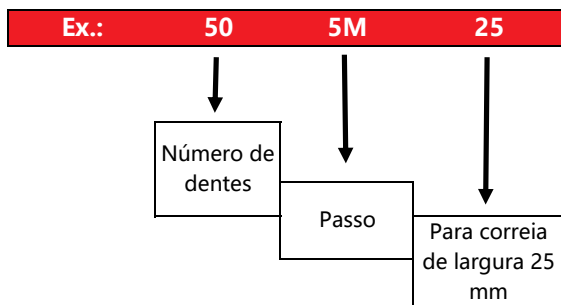 Ex.: 50 5M 25
Número de
dentes
Passo
Para correia
de largura 25
mm